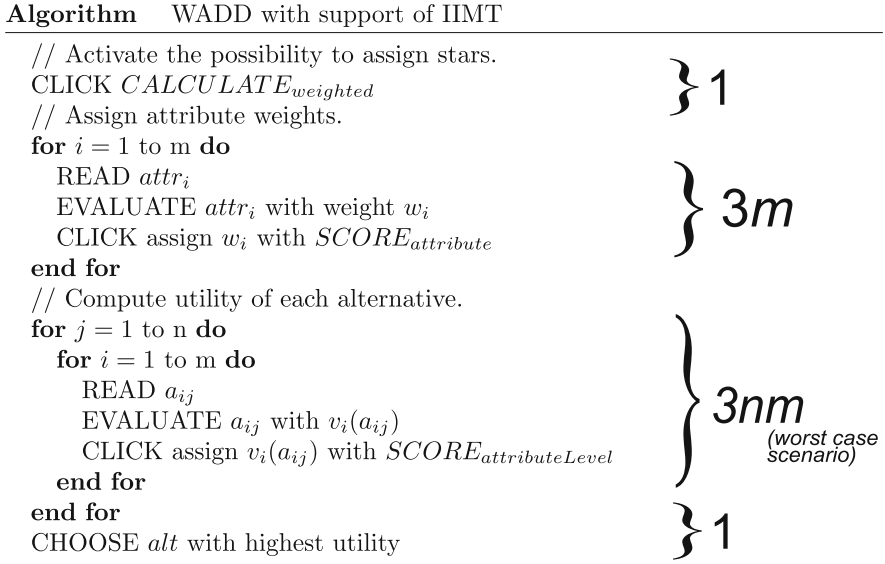 Algorithm WADD with support of IIMT
// Activate the possibility to assign stars.
CLICK CALCULATE_weighted
} 1
// Assign attribute weights.
for i = 1 to m do
READ attr_i
EVALUATE attr_i with weight w_i
} 3m
CLICK assign w_i with SCORE_attribute
end for
// Compute utility of each alternative.
for j = 1 to n do
for i = 1 to m do
READ a_ij
EVALUATE a_ij with v_i(a_ij)
} 3nm
(worst case
scenario)
CLICK assign v_i(a_ij) with SCORE_attributeLevel
end for
end for
CHOOSE alt with highest utility
} 1